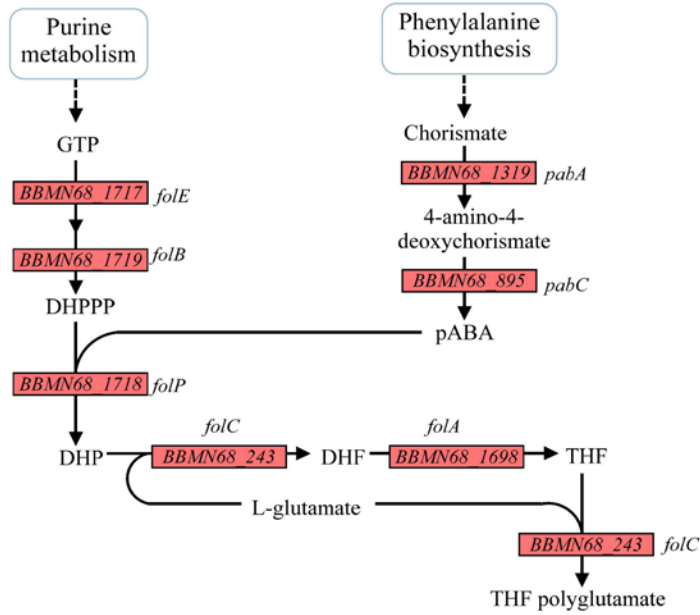 Purine
metabolism
Phenylalanine
biosynthesis
GTP
Chorismate
BBMN68_1717 folE
BBMN68_1319 pabA
4-amino-4-
deoxychorismate
BBMN68_1719 folB
BBMN68_895 pabC
DHPPP
pABA
BBMN68_1718 folP
folC
folA
DHP
BBMN68_243
DHF
BBMN68_1698
THF
L-glutamate
BBMN68_243 folC
THF polyglutamate